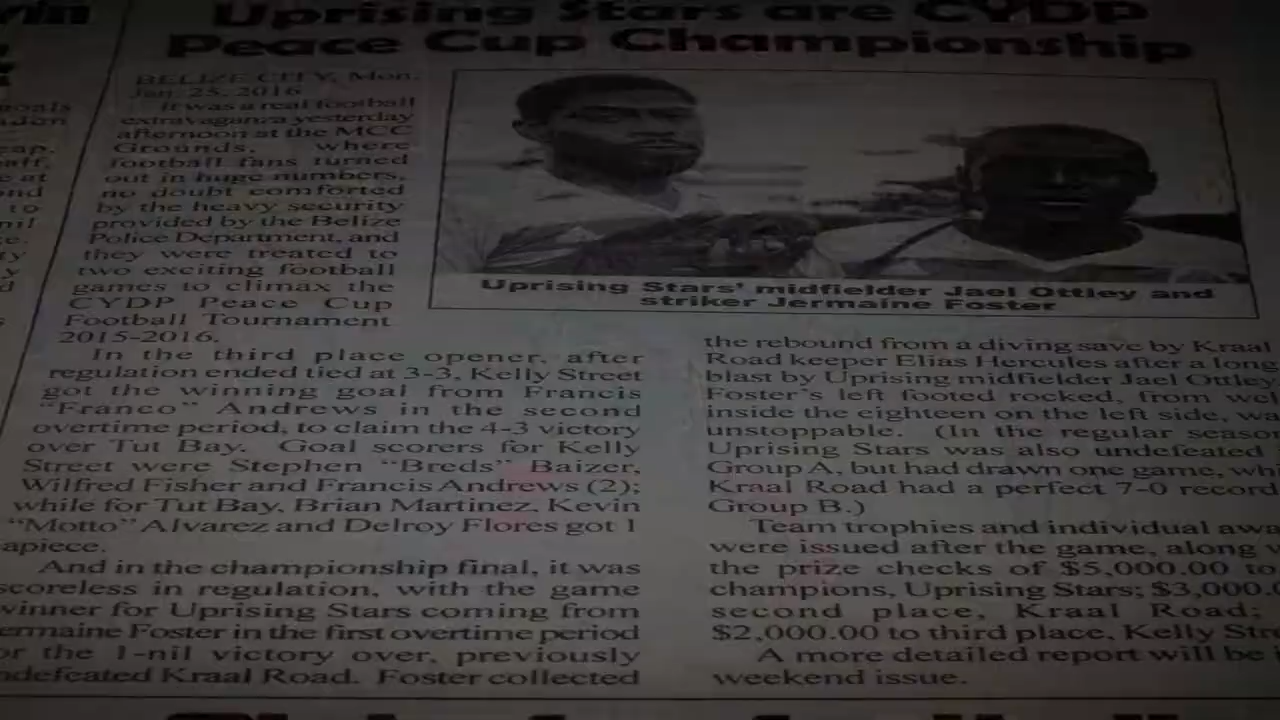 Uprising Stars are CYDP
Peace Cup Championship
BELIZE CITY, Mon.
Jan. 25, 2016
It was a real football
extravaganza yesterday
afternoon at the MCC
Grounds, where
football fans turned
out in huge numbers,
no doubt comforted
by the heavy security
provided by the Belize
Police Department, and
they were treated to
two exciting football
games to climax the
CYDP Peace Cup
Football Tournament
2015-2016.
In the third place opener, after
regulation ended tied at 3-3, Kelly Street
got the winning goal from Francis
"Franco" Andrews in the second
overtime period, to claim the 4-3 victory
over Tut Bay. Goal scorers for Kelly
Street were Stephen "Breds" Baizer,
Wilfred Fisher and Francis Andrews (2);
while for Tut Bay, Brian Martinez, Kevin
"Motto" Alvarez and Delroy Flores got 1
apiece.
And in the championship final, it was
scoreless in regulation, with the game
winner for Uprising Stars coming from
ermaine Foster in the first overtime period
or the 1-nil victory over, previously
ndefeated Kraal Road. Foster collected
Uprising Stars' midfielder Jael Ottley and
striker Jermaine Foster
the rebound from a diving save by Kraal
Road keeper Elias Hercules after a long
blast by Uprising midfielder Jael Ottley
Foster's left footed rocked, from wel
inside the eighteen on the left side, wa
unstoppable. (In the regular seaso
Uprising Stars was also undefeated
Group A, but had drawn one game, wh
Kraal Road had a perfect 7-0 record
Group B.)
Team trophies and individual awa
were issued after the game, along w
the prize checks of $5,000.00 to
champions, Uprising Stars; $3,000.0
second place, Kraal Road;
$2,000.00 to third place, Kelly Stre
A more detailed report will be i
weekend issue.